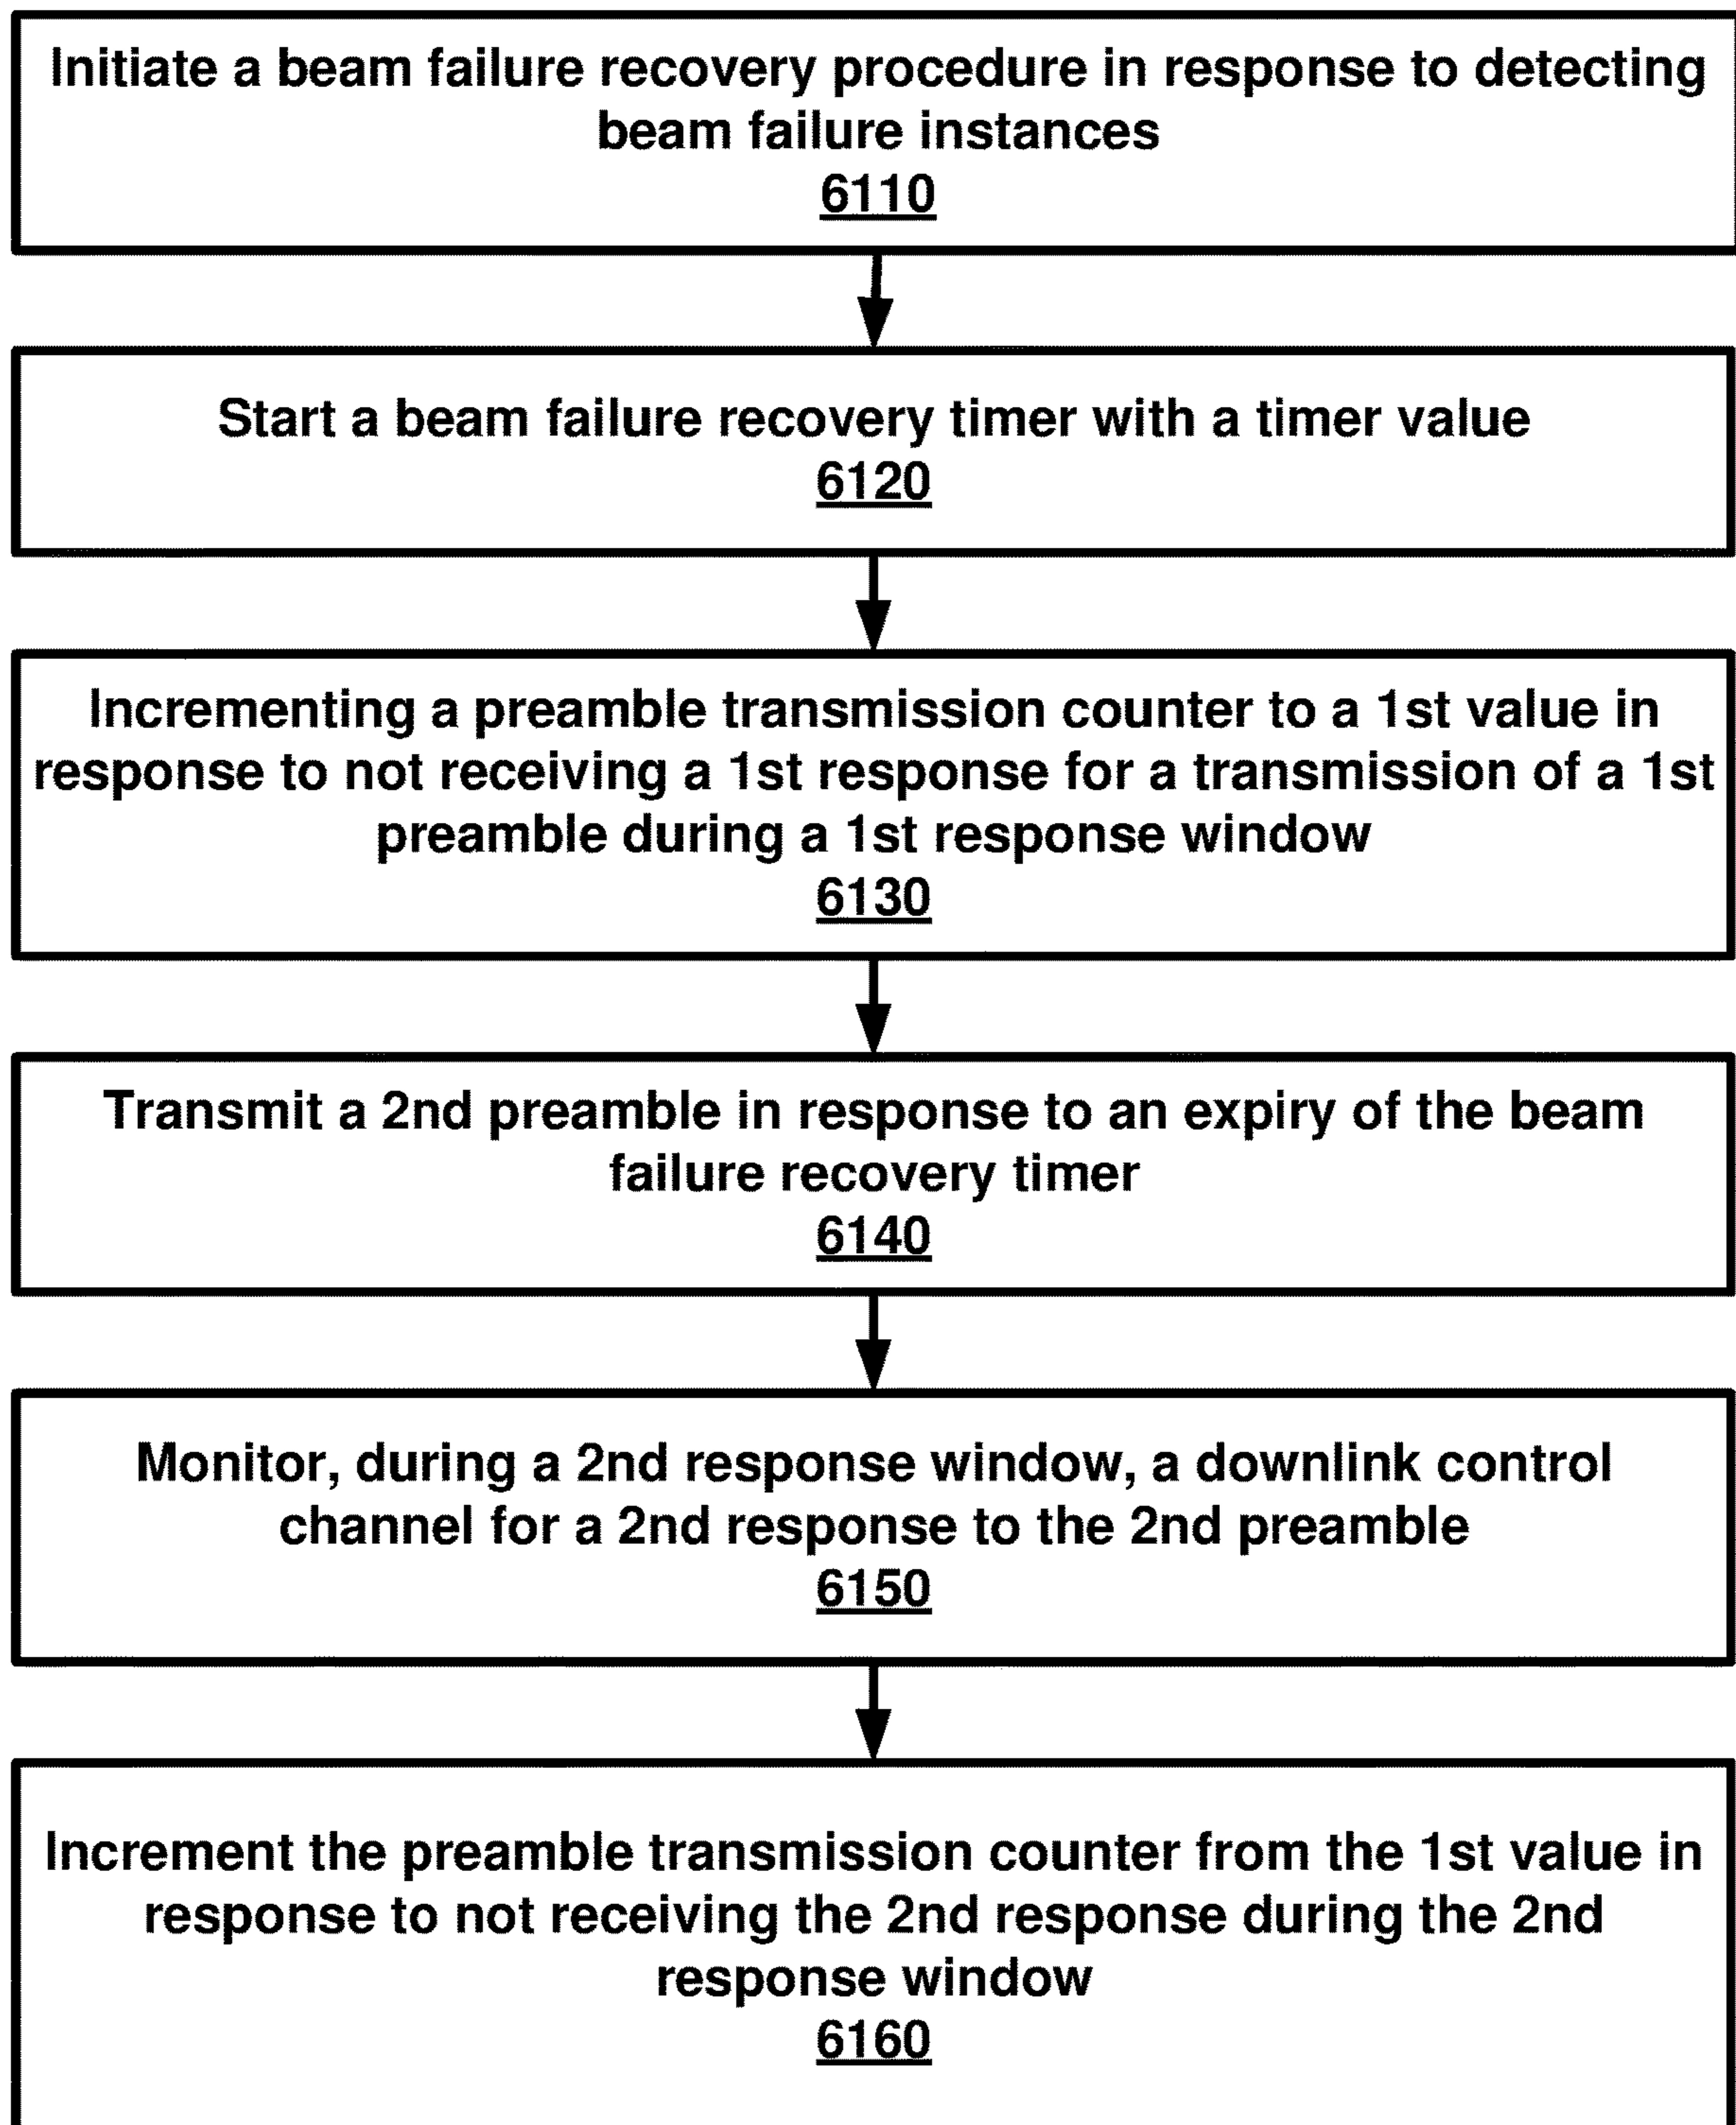 Initiate a beam failure recovery procedure in response to detecting
beam failure instances
6110
Start a beam failure recovery timer with a timer value
6120
Incrementing a preamble transmission counter to a 1st value in
response to not receiving a 1st response for a transmission of a 1st
preamble during a 1st response window
6130
Transmit a 2nd preamble in response to an expiry of the beam
failure recovery timer
6140
Monitor, during a 2nd response window, a downlink control
channel for a 2nd response to the 2nd preamble
6150
Increment the preamble transmission counter from the 1st value in
response to not receiving the 2nd response during the 2nd
response window
6160